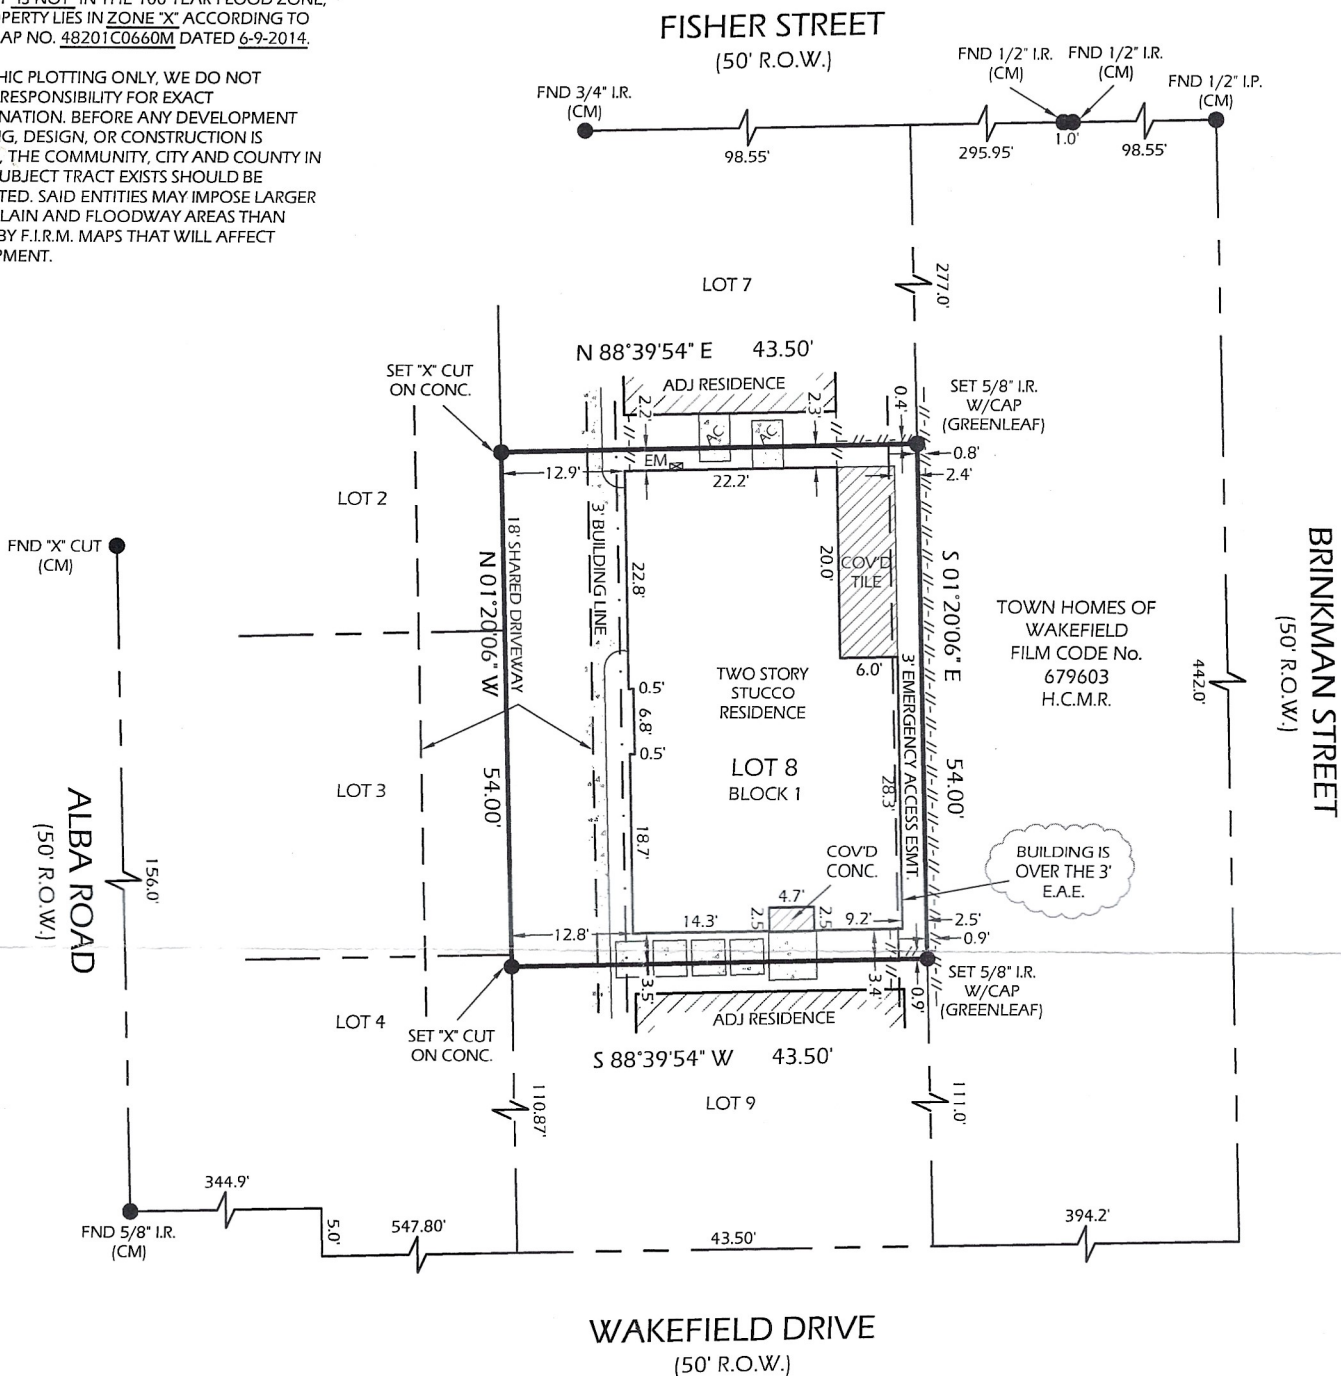 IS NOT IN THE 100 YEAR FLOOD ZONE,
PERTY LIES IN ZONE "X" ACCORDING TO
AP NO. 48201C0660M DATED 6-9-2014.
HIC PLOTTING ONLY, WE DO NOT
RESPONSIBILITY FOR EXACT
NATION. BEFORE ANY DEVELOPMENT
G, DESIGN, OR CONSTRUCTION IS
, THE COMMUNITY, CITY AND COUNTY IN
UBJECT TRACT EXISTS SHOULD BE
TED. SAID ENTITIES MAY IMPOSE LARGER
LAIN AND FLOODWAY AREAS THAN
BY F.I.R.M. MAPS THAT WILL AFFECT
PMENT.
FISHER STREET
(50' R.O.W.)
FND 3/4" I.R.
(CM)
FND 1/2" I.R.
(CM)
FND 1/2" I.R.
(CM)
FND 1/2" I.P.
(CM)
98.55'
295.95'
1.0'
98.55'
LOT 7
277.0'
N 88°39'54" E 43.50'
SET "X" CUT
ON CONC.
ADJ RESIDENCE
SET 5/8" I.R.
W/CAP
(GREENLEAF)
2.2'
2.3'
0.4'
AC
AC
0.8'
EM
12.9'
22.2'
2.4'
LOT 2
FND "X" CUT
(CM)
N 01°20'06" W
54.00'
18' SHARED DRIVEWAY
3' BUILDING LINE
22.8'
20.0'
COV'D
TILE
S 01°20'06" E
54.00'
TOWN HOMES OF
WAKEFIELD
FILM CODE No.
679603
H.C.M.R.
442.0'
BRINKMAN STREET
(50' R.O.W.)
6.0'
3' EMERGENCY ACCESS ESMT.
TWO STORY
STUCCO
RESIDENCE
0.5'
6.8'
0.5'
LOT 8
BLOCK 1
LOT 3
28.3'
18.7'
ALBA ROAD
(50' R.O.W.)
156.0'
COV'D
CONC.
BUILDING IS
OVER THE 3'
E.A.E.
4.7'
14.3'
2.5
2.5
9.2'
2.5'
12.8'
0.9'
3.5'
3.4'
0.9'
SET 5/8" I.R.
W/CAP
(GREENLEAF)
ADJ RESIDENCE
LOT 4
SET "X" CUT
ON CONC.
S 88°39'54" W 43.50'
LOT 9
110.87'
111.0'
344.9'
FND 5/8" I.R.
(CM)
5.0'
547.80'
43.50'
394.2'
WAKEFIELD DRIVE
(50' R.O.W.)